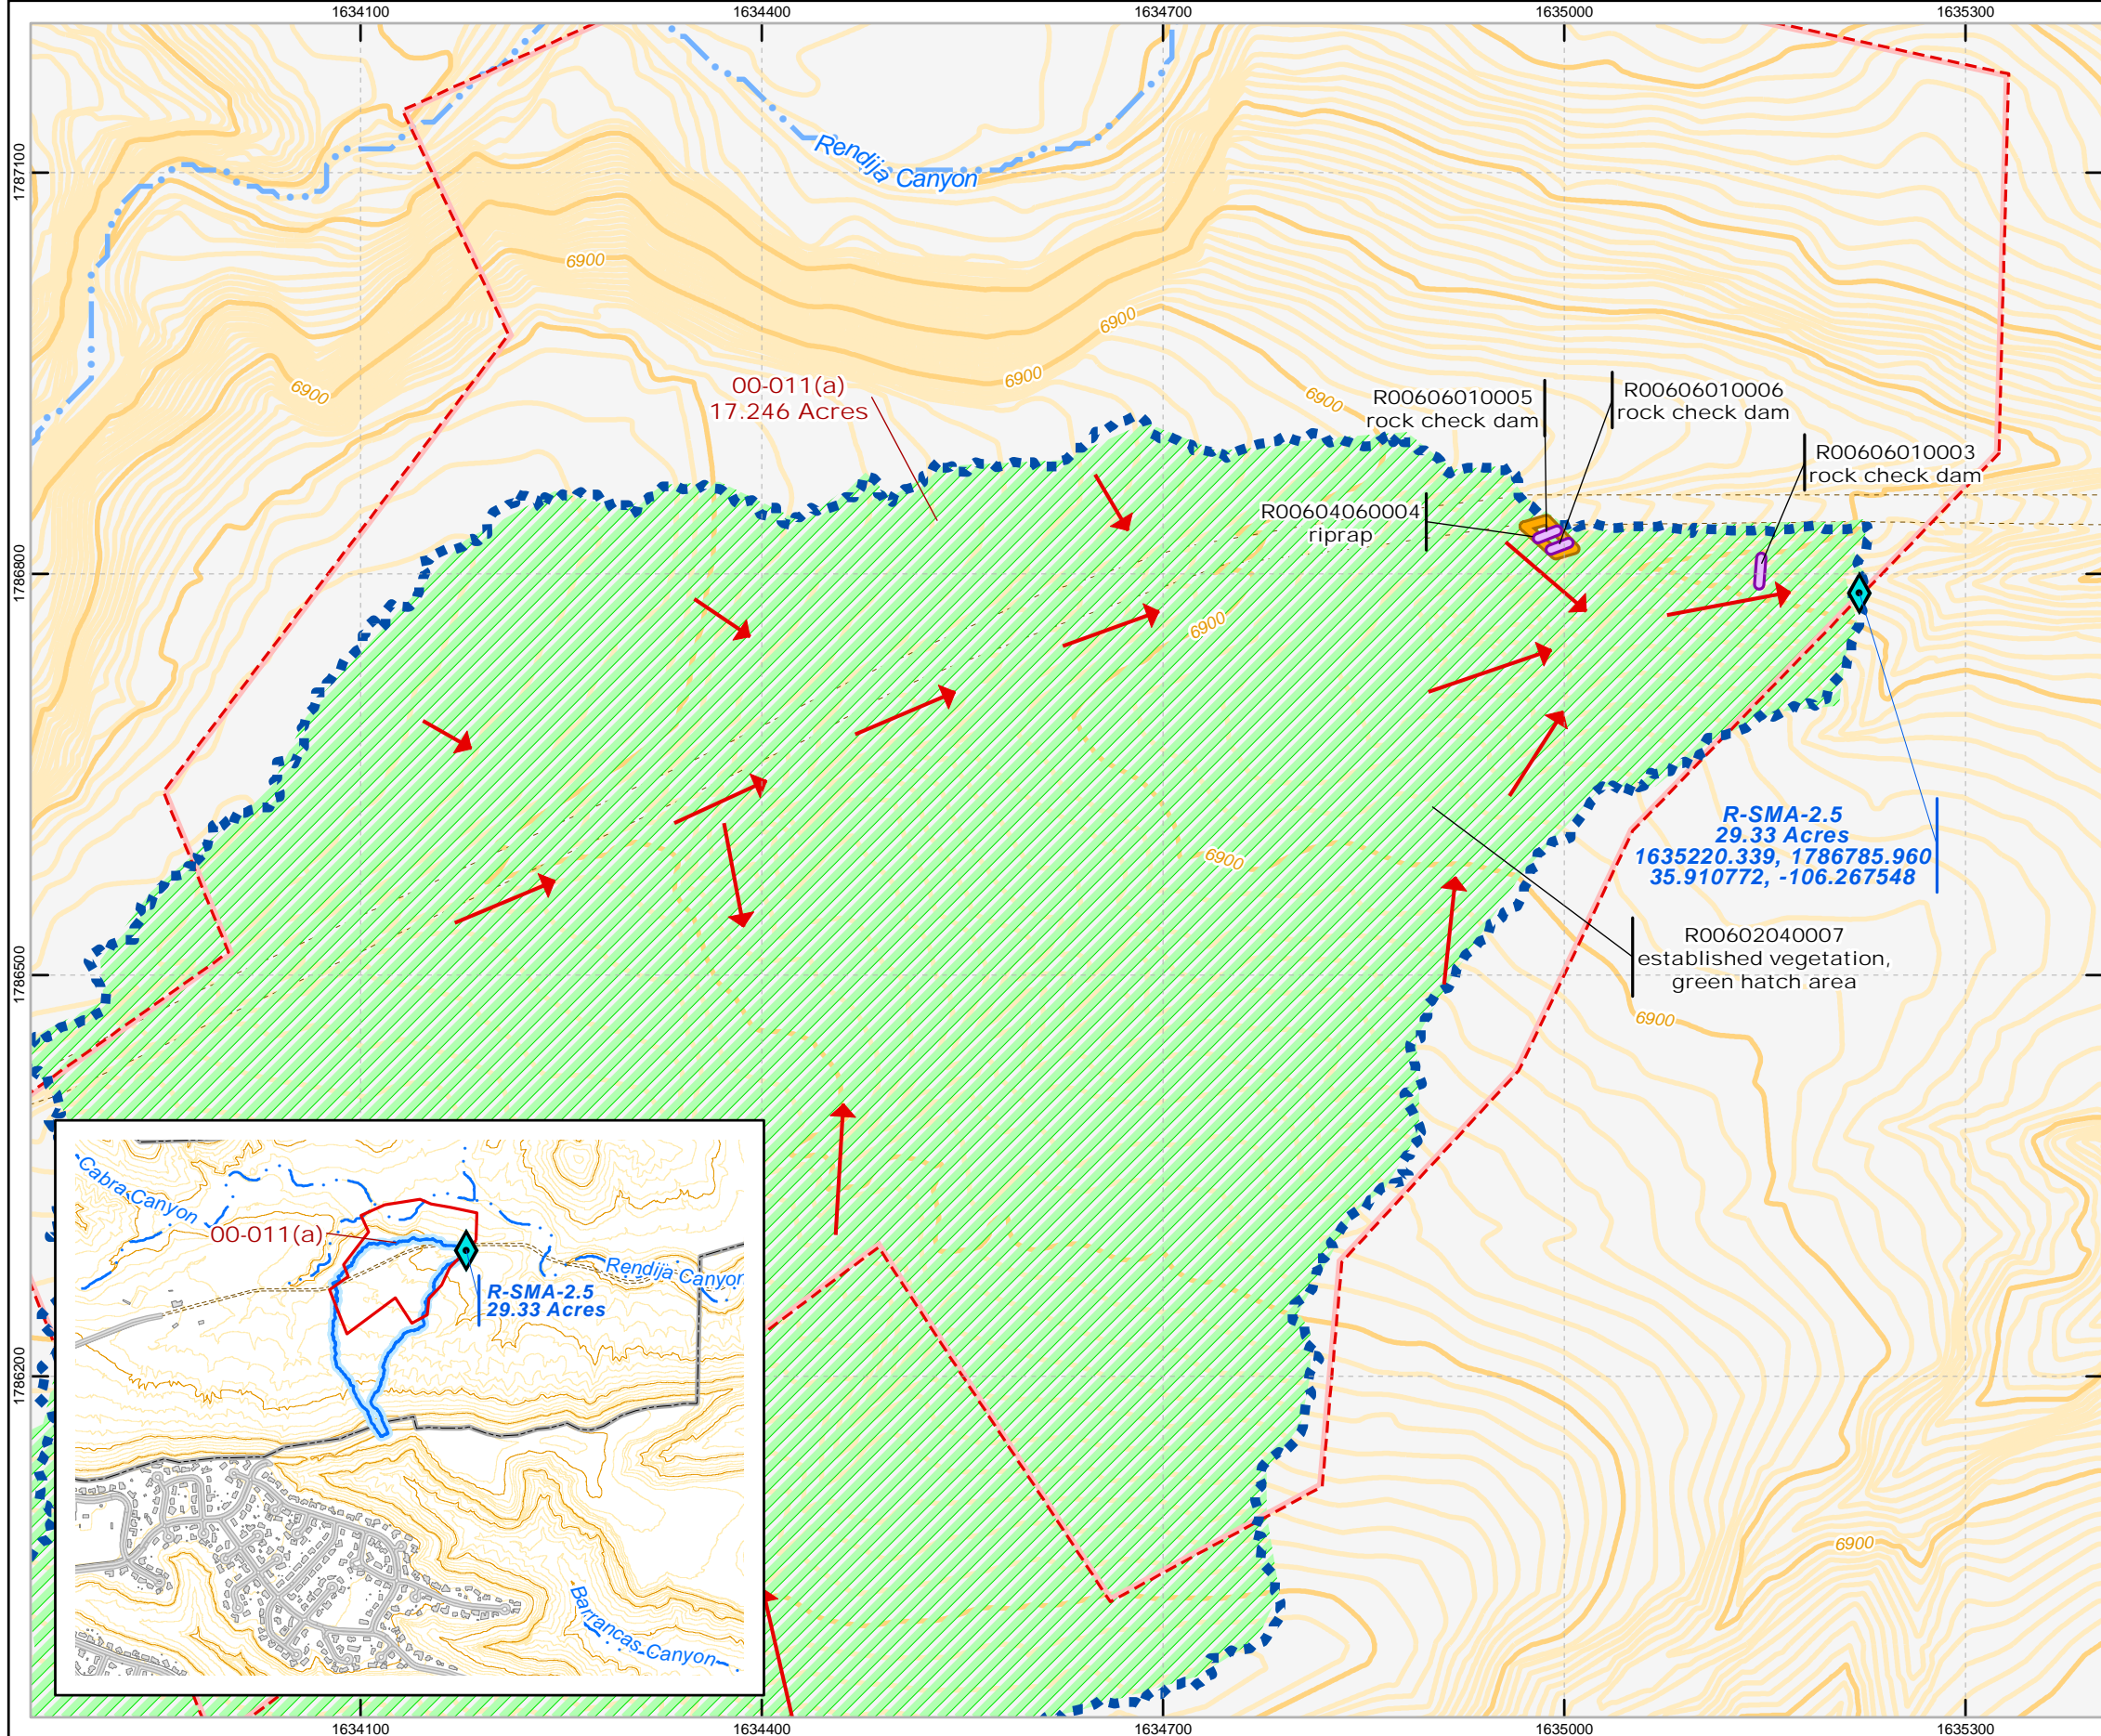 1634100
1634400
1634700
1635000
1635300
1787100
Rendija Canyon
6900
6900
6900
6900
6900
00-011(a)
17.246 Acres
R00606010005
rock check dam
R00606010006
rock check dam
R00606010003
rock check dam
R00604060004
riprap
1786800
6900
R-SMA-2.5
29.33 Acres
1635220.339, 1786785.960
35.910772, -106.267548
6900
R00602040007
established vegetation,
green hatch area
1786500
6900
Cabra Canyon
00-011(a)
Rendija Canyon
R-SMA-2.5
29.33 Acres
Barrancas Canyon
1786200
6900
1634100
1634400
1634700
1635000
1635300